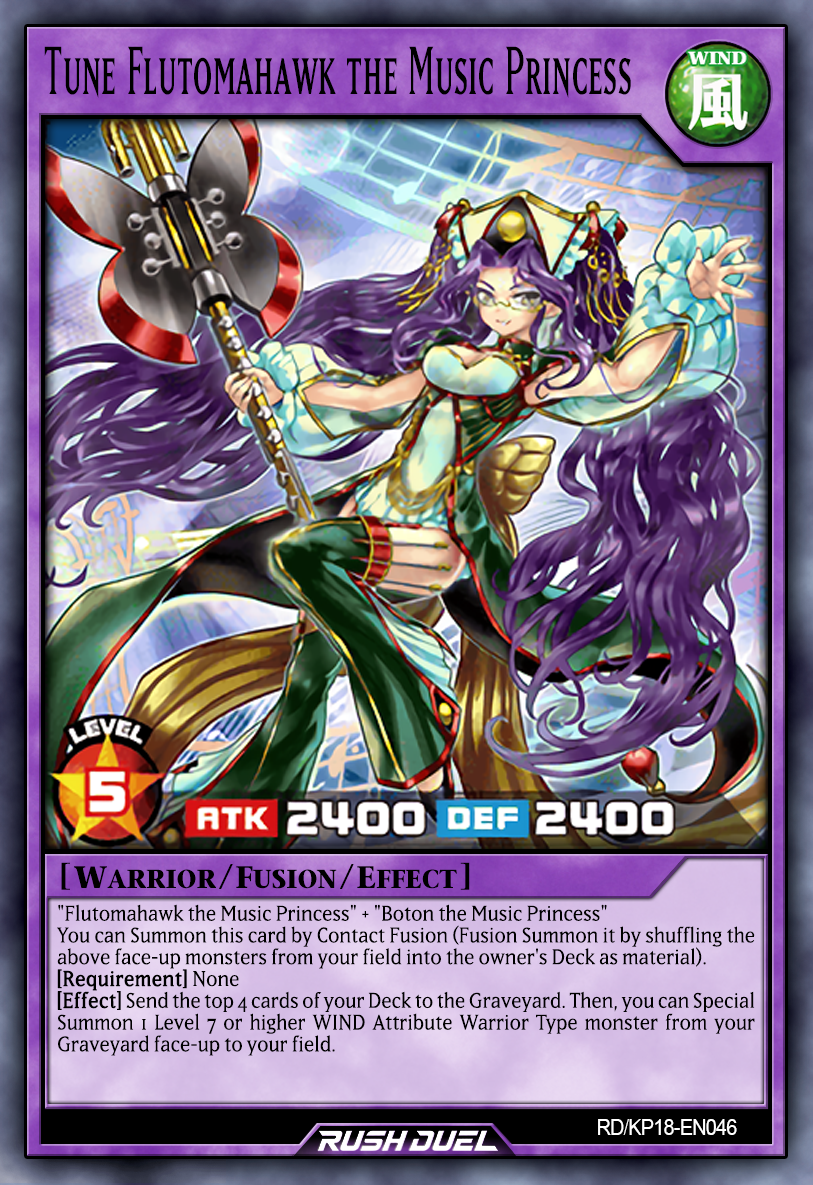 Tune Flutomahawk the Music Princess
WIND
風
LEVEL
5
ATK 2400 DEF 2400
[Warrior/Fusion/Effect]
"Flutomahawk the Music Princess" + "Boton the Music Princess"
You can Summon this card by Contact Fusion (Fusion Summon it by shuffling the
above face-up monsters from your field into the owner's Deck as material).
[Requirement] None
[Effect] Send the top 4 cards of your Deck to the Graveyard. Then, you can Special
Summon 1 Level 7 or higher WIND Attribute Warrior Type monster from your
Graveyard face-up to your field.
RD/KP18-EN046
RUSH DUEL